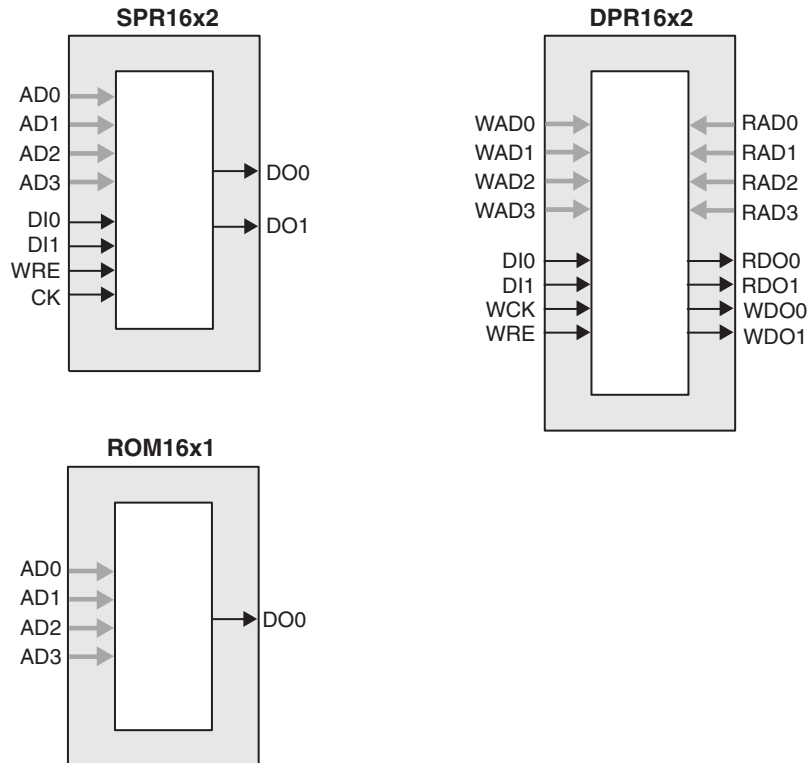 SPR16x2
AD0
AD1
AD2
AD3
DI0
DI1
WRE
CK
DO0
DO1
DPR16x2
WAD0
WAD1
WAD2
WAD3
DI0
DI1
WCK
WRE
RAD0
RAD1
RAD2
RAD3
RDO0
RDO1
WDO0
WDO1
ROM16x1
AD0
AD1
AD2
AD3
DO0